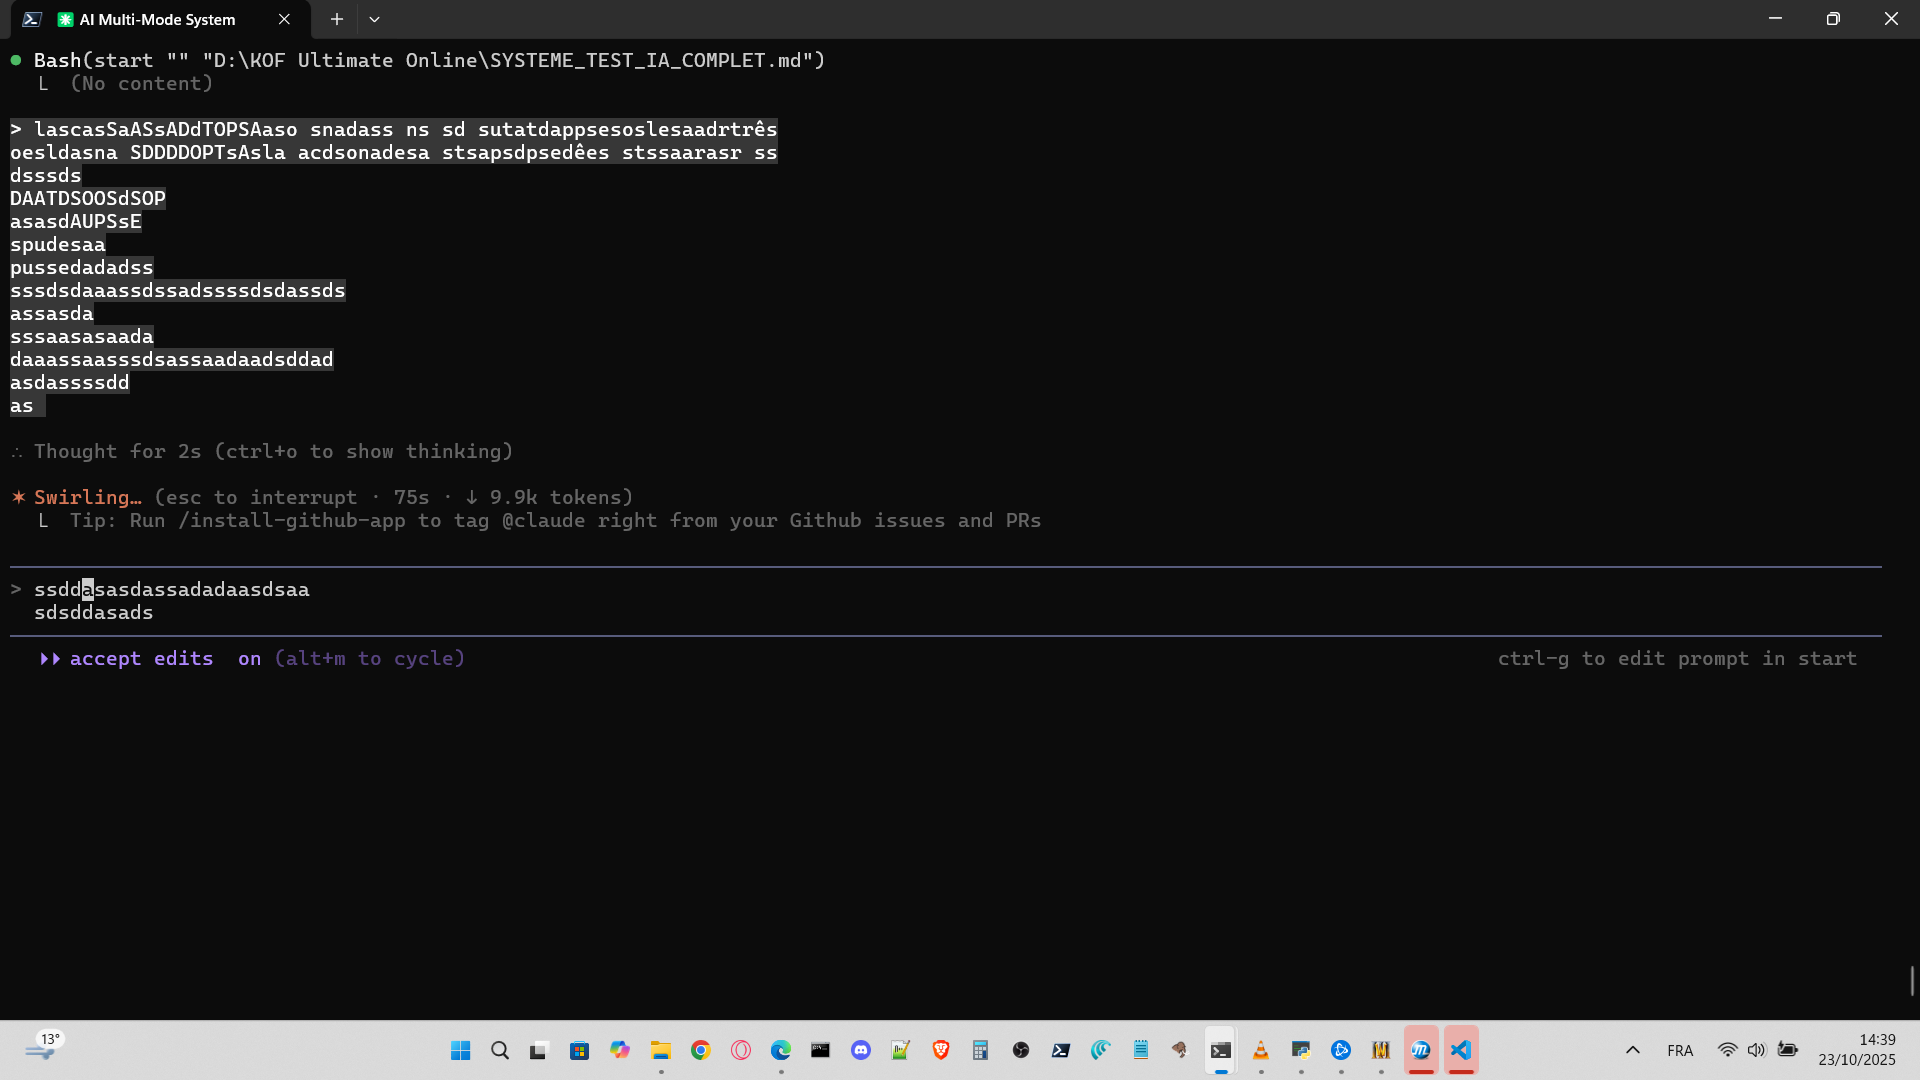 AI Multi-Mode System
Bash(start "" "D:\KOF Ultimate Online\SYSTEME_TEST_IA_COMPLET.md")
(No content)
> lascasSaASsADdTOPSAaso snadass ns sd sutatdappsesoslesaadrtrês
oesldasna SDDDDOPTsAsla acdsonadesa stsapsdpsedêes stssaarasr ss
dsssds
DAATDSOOSdSOP
asasdAUPSsE
spudesaa
pussedadadss
sssdsdaaassdssadssssdsdassds
assasda
sssaasasaada
daaassaasssdsassaadaadsddad
asdassssdd
as
∴ Thought for 2s (ctrl+o to show thinking)
✶ Swirling… (esc to interrupt · 75s · ↓ 9.9k tokens)
Tip: Run /install-github-app to tag @claude right from your Github issues and PRs
> ssddasasdassadadaasdsaa
sdsddasads
accept edits on (alt+m to cycle)
ctrl-g to edit prompt in start
13°
FRA
14:39
23/10/2025